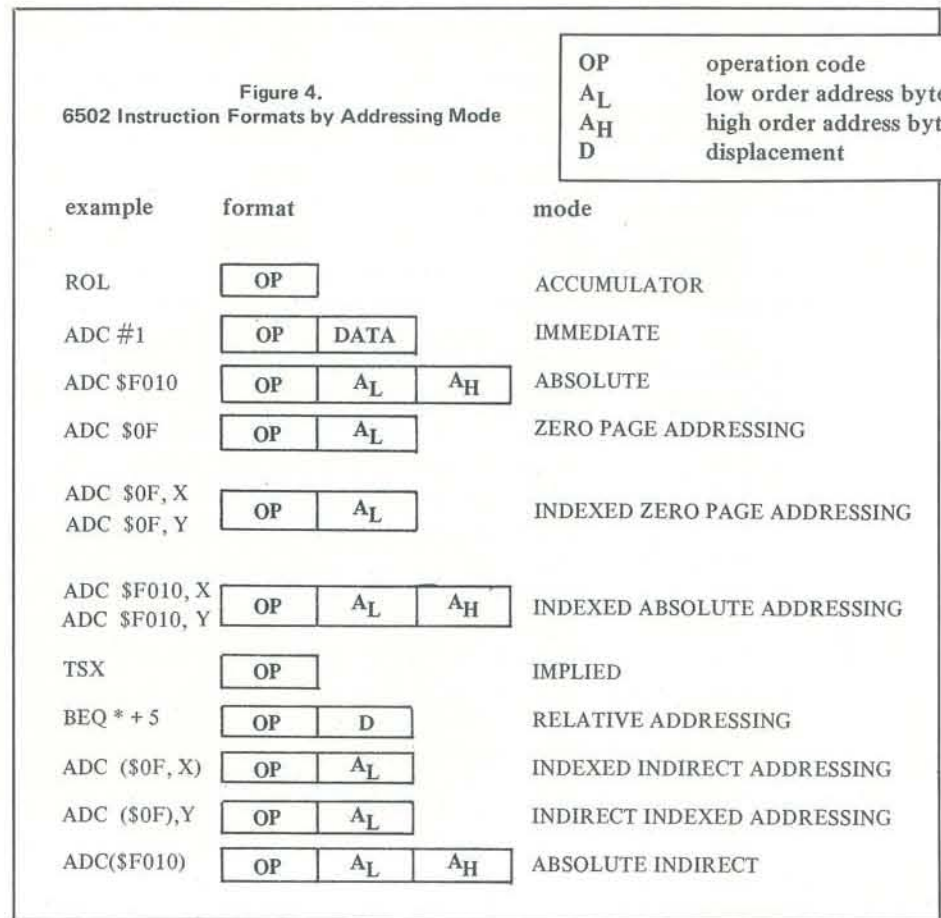 Figure 4.
6502 Instruction Formats by Addressing Mode
OP operation code
AL low order address byte
AH high order address byt
D displacement
example format mode
ROL OP ACCUMULATOR
ADC #1 OP DATA IMMEDIATE
ADC $F010 OP AL AH ABSOLUTE
ADC $0F OP AL ZERO PAGE ADDRESSING
ADC $0F, X
ADC $0F, Y
OP AL INDEXED ZERO PAGE ADDRESSING
ADC $F010, X
ADC $F010, Y
OP AL AH INDEXED ABSOLUTE ADDRESSING
TSX OP IMPLIED
BEQ * + 5 OP D RELATIVE ADDRESSING
ADC ($0F, X) OP AL INDEXED INDIRECT ADDRESSING
ADC ($0F),Y OP AL INDIRECT INDEXED ADDRESSING
ADC($F010) OP AL AH ABSOLUTE INDIRECT